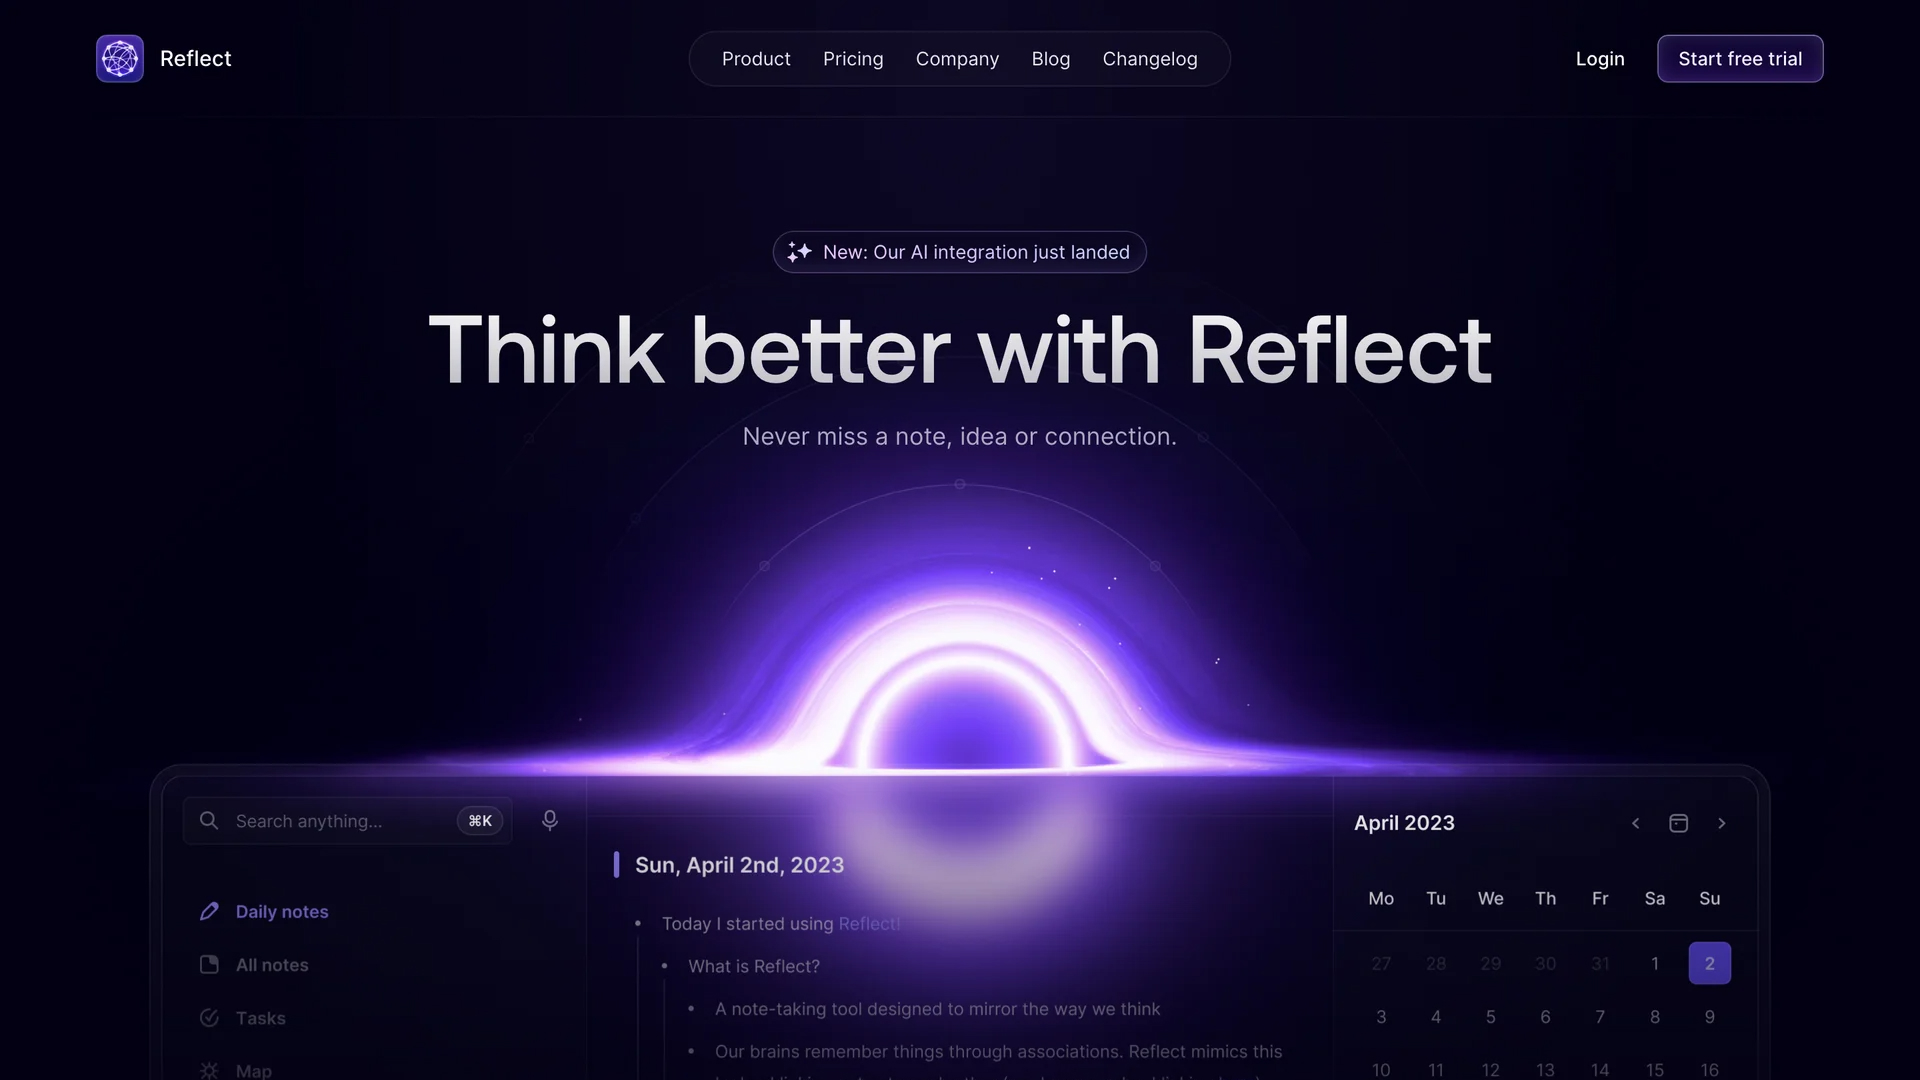 Reflect
Product Pricing Company Blog Changelog
Login
Start free trial
New: Our AI integration just landed
Think better with Reflect
Never miss a note, idea or connection.
Search anything...
⌘K
Daily notes
All notes
Tasks
Map
Sun, April 2nd, 2023
• Today I started using Reflect!
• What is Reflect?
• A note-taking tool designed to mirror the way we think
• Our brains remember things through associations. Reflect mimics this
April 2023
Mo Tu We Th Fr Sa Su
27 28 29 30 31 1 2
3 4 5 6 7 8 9
10 11 12 13 14 15 16